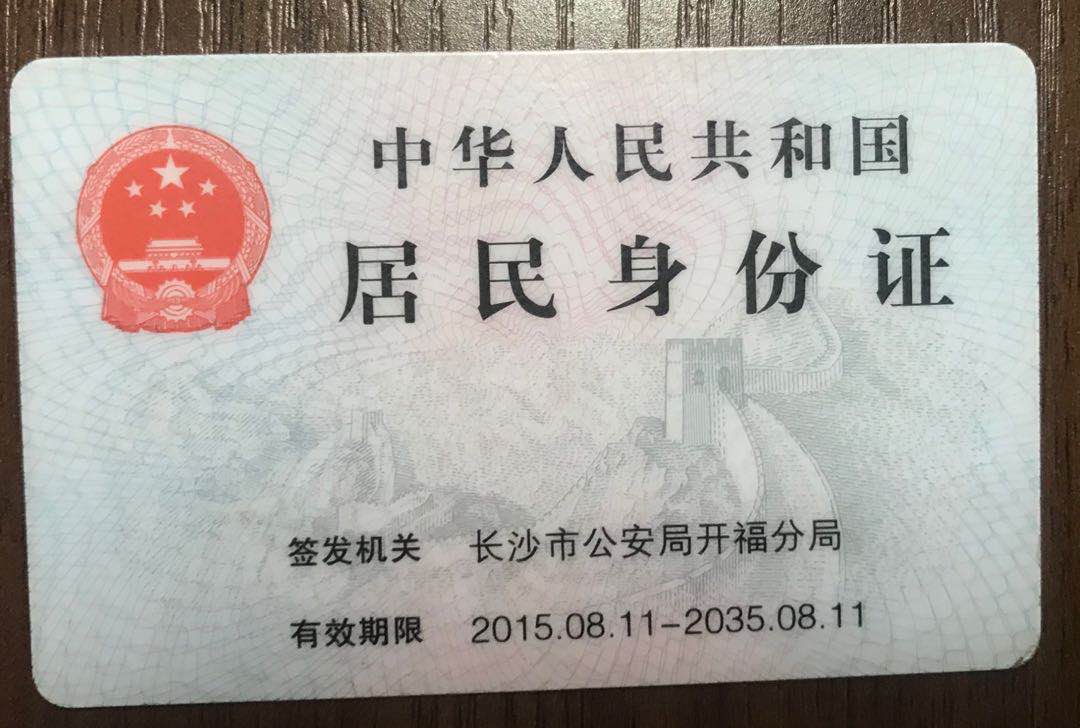 中华人民共和国
居民身份证
签发机关 长沙市公安局开福分局
有效期限 2015.08.11-2035.08.11